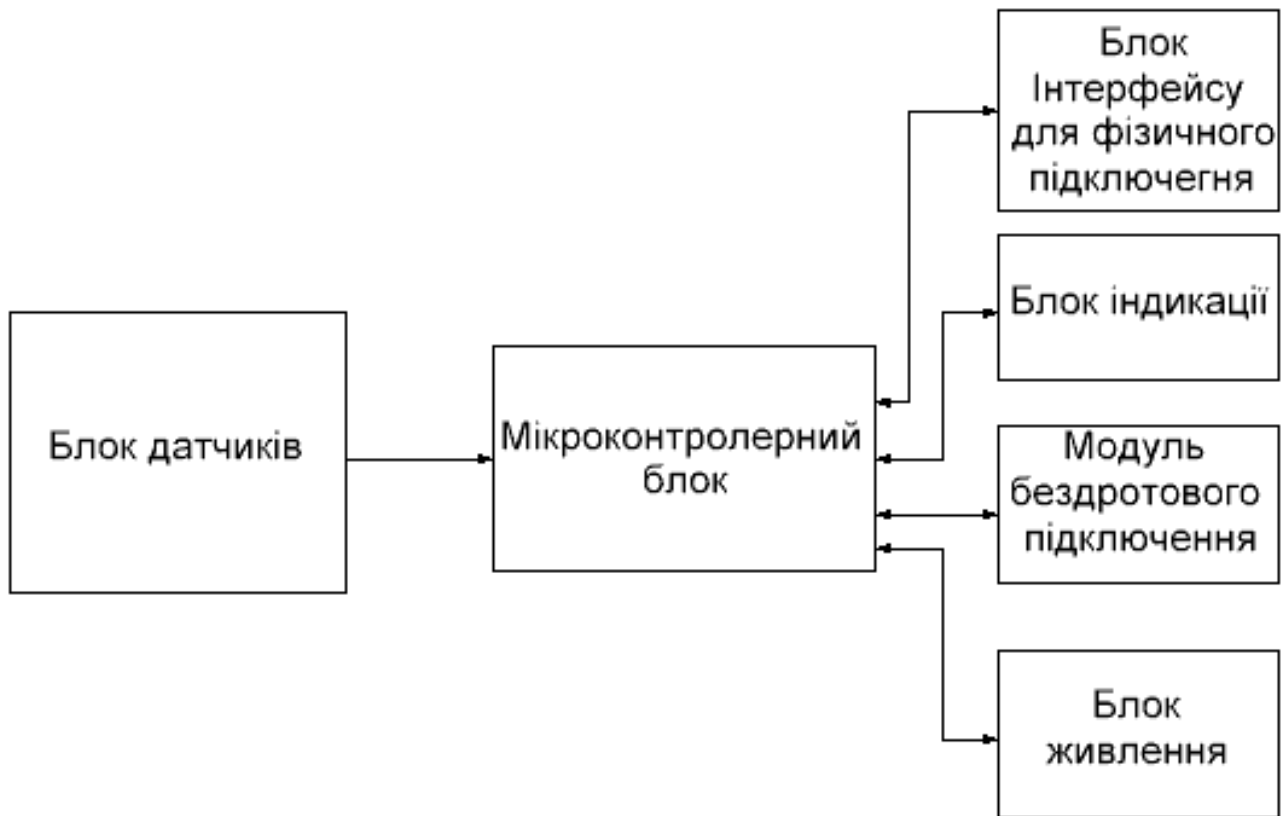 Блок
Інтерфейсу
для фізичного
підключегня
Блок індикації
Блок датчиків
Мікроконтролерний
блок
Модуль
бездротового
підключення
Блок
живлення